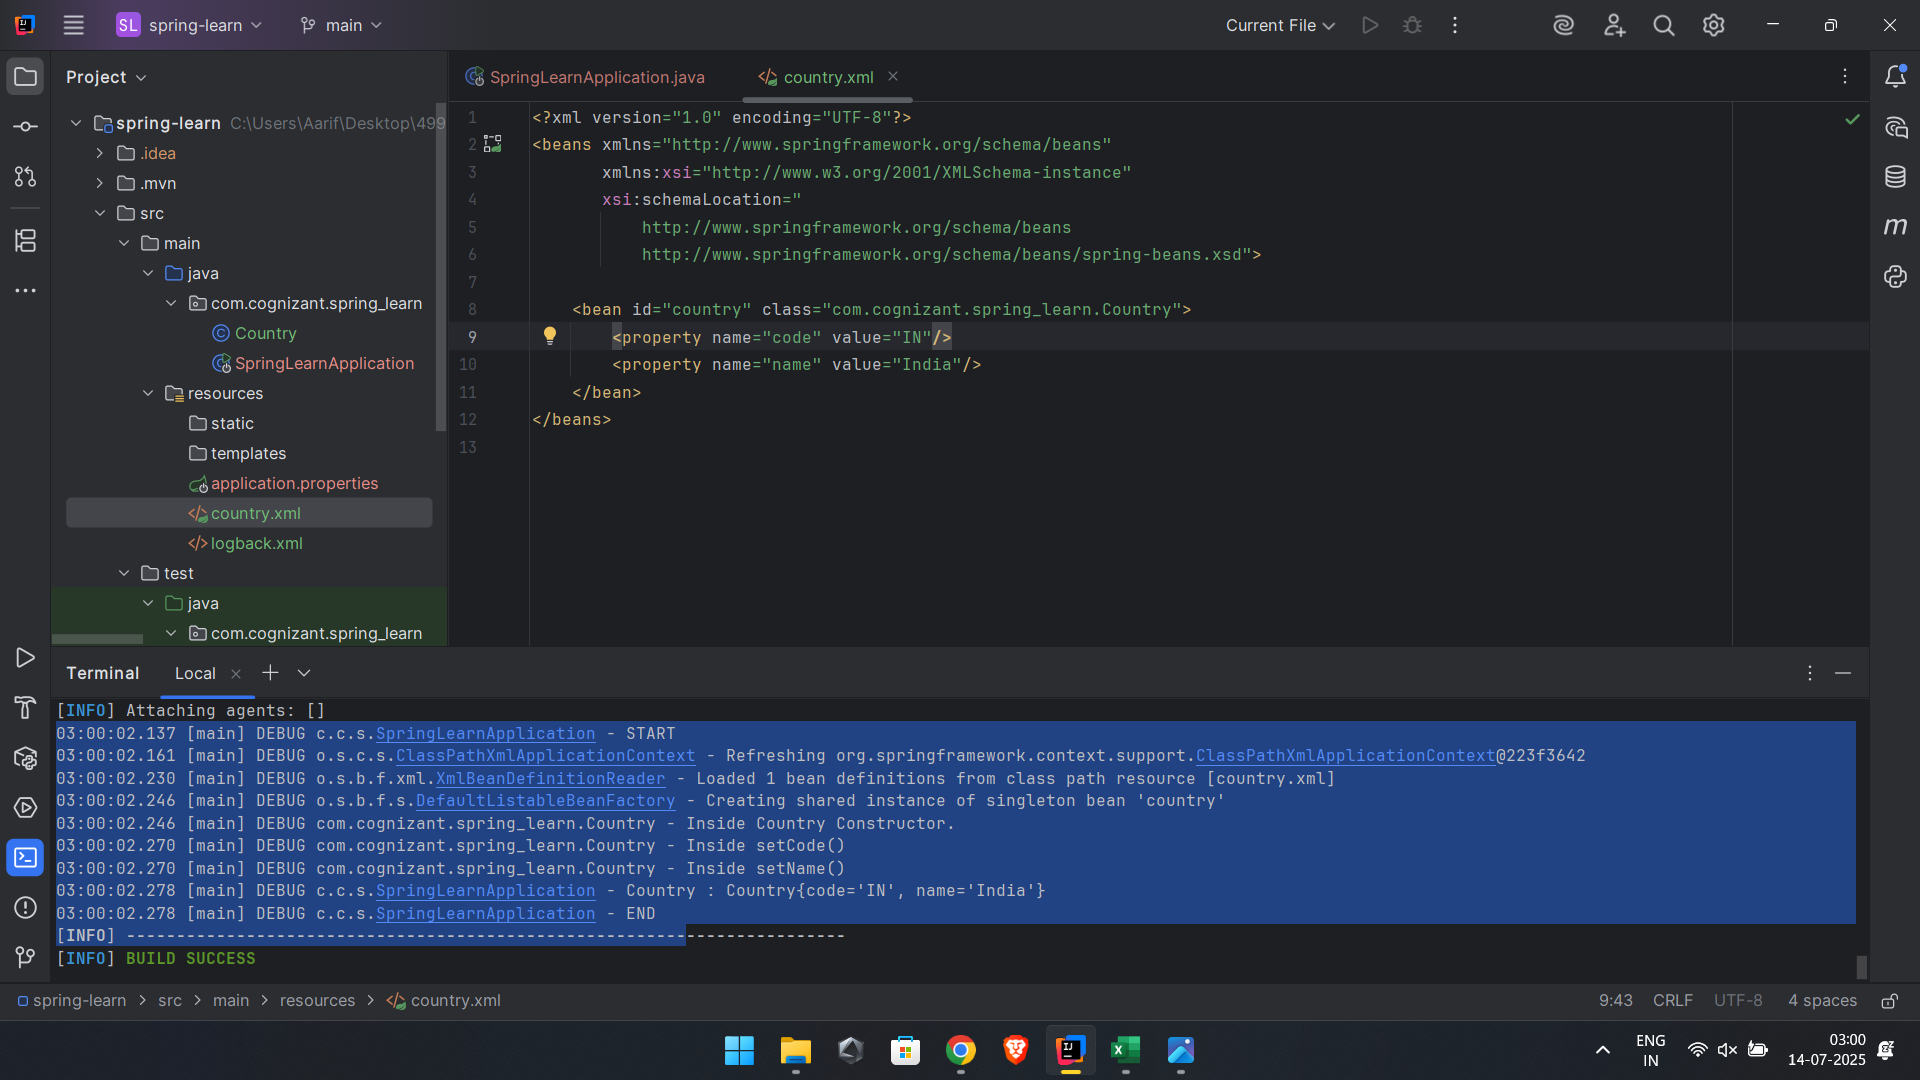 SL spring-learn main Current File
Project
SpringLearnApplication.java country.xml
spring-learn C:\Users\Aarif\Desktop\499
.idea
.mvn
src
main
java
com.cognizant.spring_learn
Country
SpringLearnApplication
resources
static
templates
application.properties
country.xml
logback.xml
test
java
com.cognizant.spring_learn
1 <?xml version="1.0" encoding="UTF-8"?>
2 <beans xmlns="http://www.springframework.org/schema/beans"
3 xmlns:xsi="http://www.w3.org/2001/XMLSchema-instance"
4 xsi:schemaLocation="
5 http://www.springframework.org/schema/beans
6 http://www.springframework.org/schema/beans/spring-beans.xsd">
7
8 <bean id="country" class="com.cognizant.spring_learn.Country">
9 <property name="code" value="IN"/>
10 <property name="name" value="India"/>
11 </bean>
12 </beans>
13
Terminal Local
[INFO] Attaching agents: []
03:00:02.137 [main] DEBUG c.c.s.SpringLearnApplication - START
03:00:02.161 [main] DEBUG o.s.c.s.ClassPathXmlApplicationContext - Refreshing org.springframework.context.support.ClassPathXmlApplicationContext@223f3642
03:00:02.230 [main] DEBUG o.s.b.f.xml.XmlBeanDefinitionReader - Loaded 1 bean definitions from class path resource [country.xml]
03:00:02.246 [main] DEBUG o.s.b.f.s.DefaultListableBeanFactory - Creating shared instance of singleton bean 'country'
03:00:02.246 [main] DEBUG com.cognizant.spring_learn.Country - Inside Country Constructor.
03:00:02.270 [main] DEBUG com.cognizant.spring_learn.Country - Inside setCode()
03:00:02.270 [main] DEBUG com.cognizant.spring_learn.Country - Inside setName()
03:00:02.278 [main] DEBUG c.c.s.SpringLearnApplication - Country : Country{code='IN', name='India'}
03:00:02.278 [main] DEBUG c.c.s.SpringLearnApplication - END
[INFO] ------------------------------------------------------------------------
[INFO] BUILD SUCCESS
spring-learn > src > main > resources > country.xml 9:43 CRLF UTF-8 4 spaces
ENG
IN
03:00
14-07-2025